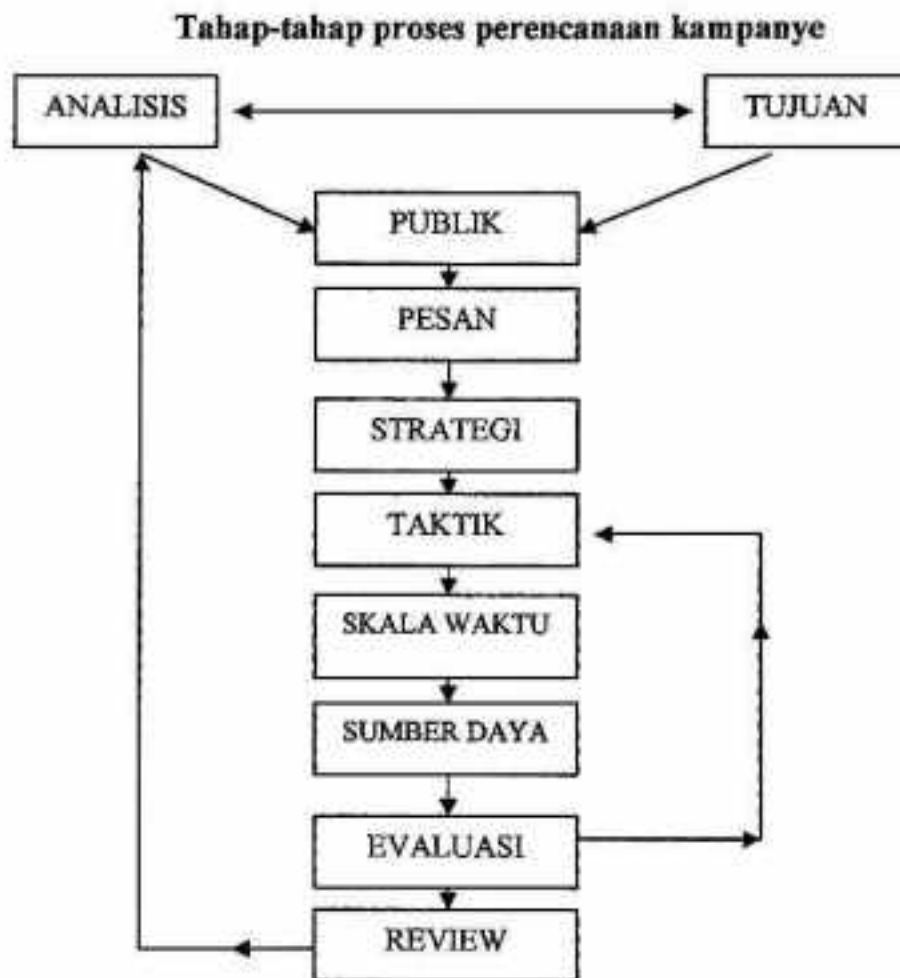 Tahap-tahap proses perencanaan kampanye
ANALISIS
TUJUAN
PUBLIK
PESAN
STRATEGI
TAKTIK
SKALA WAKTU
SUMBER DAYA
EVALUASI
REVIEW